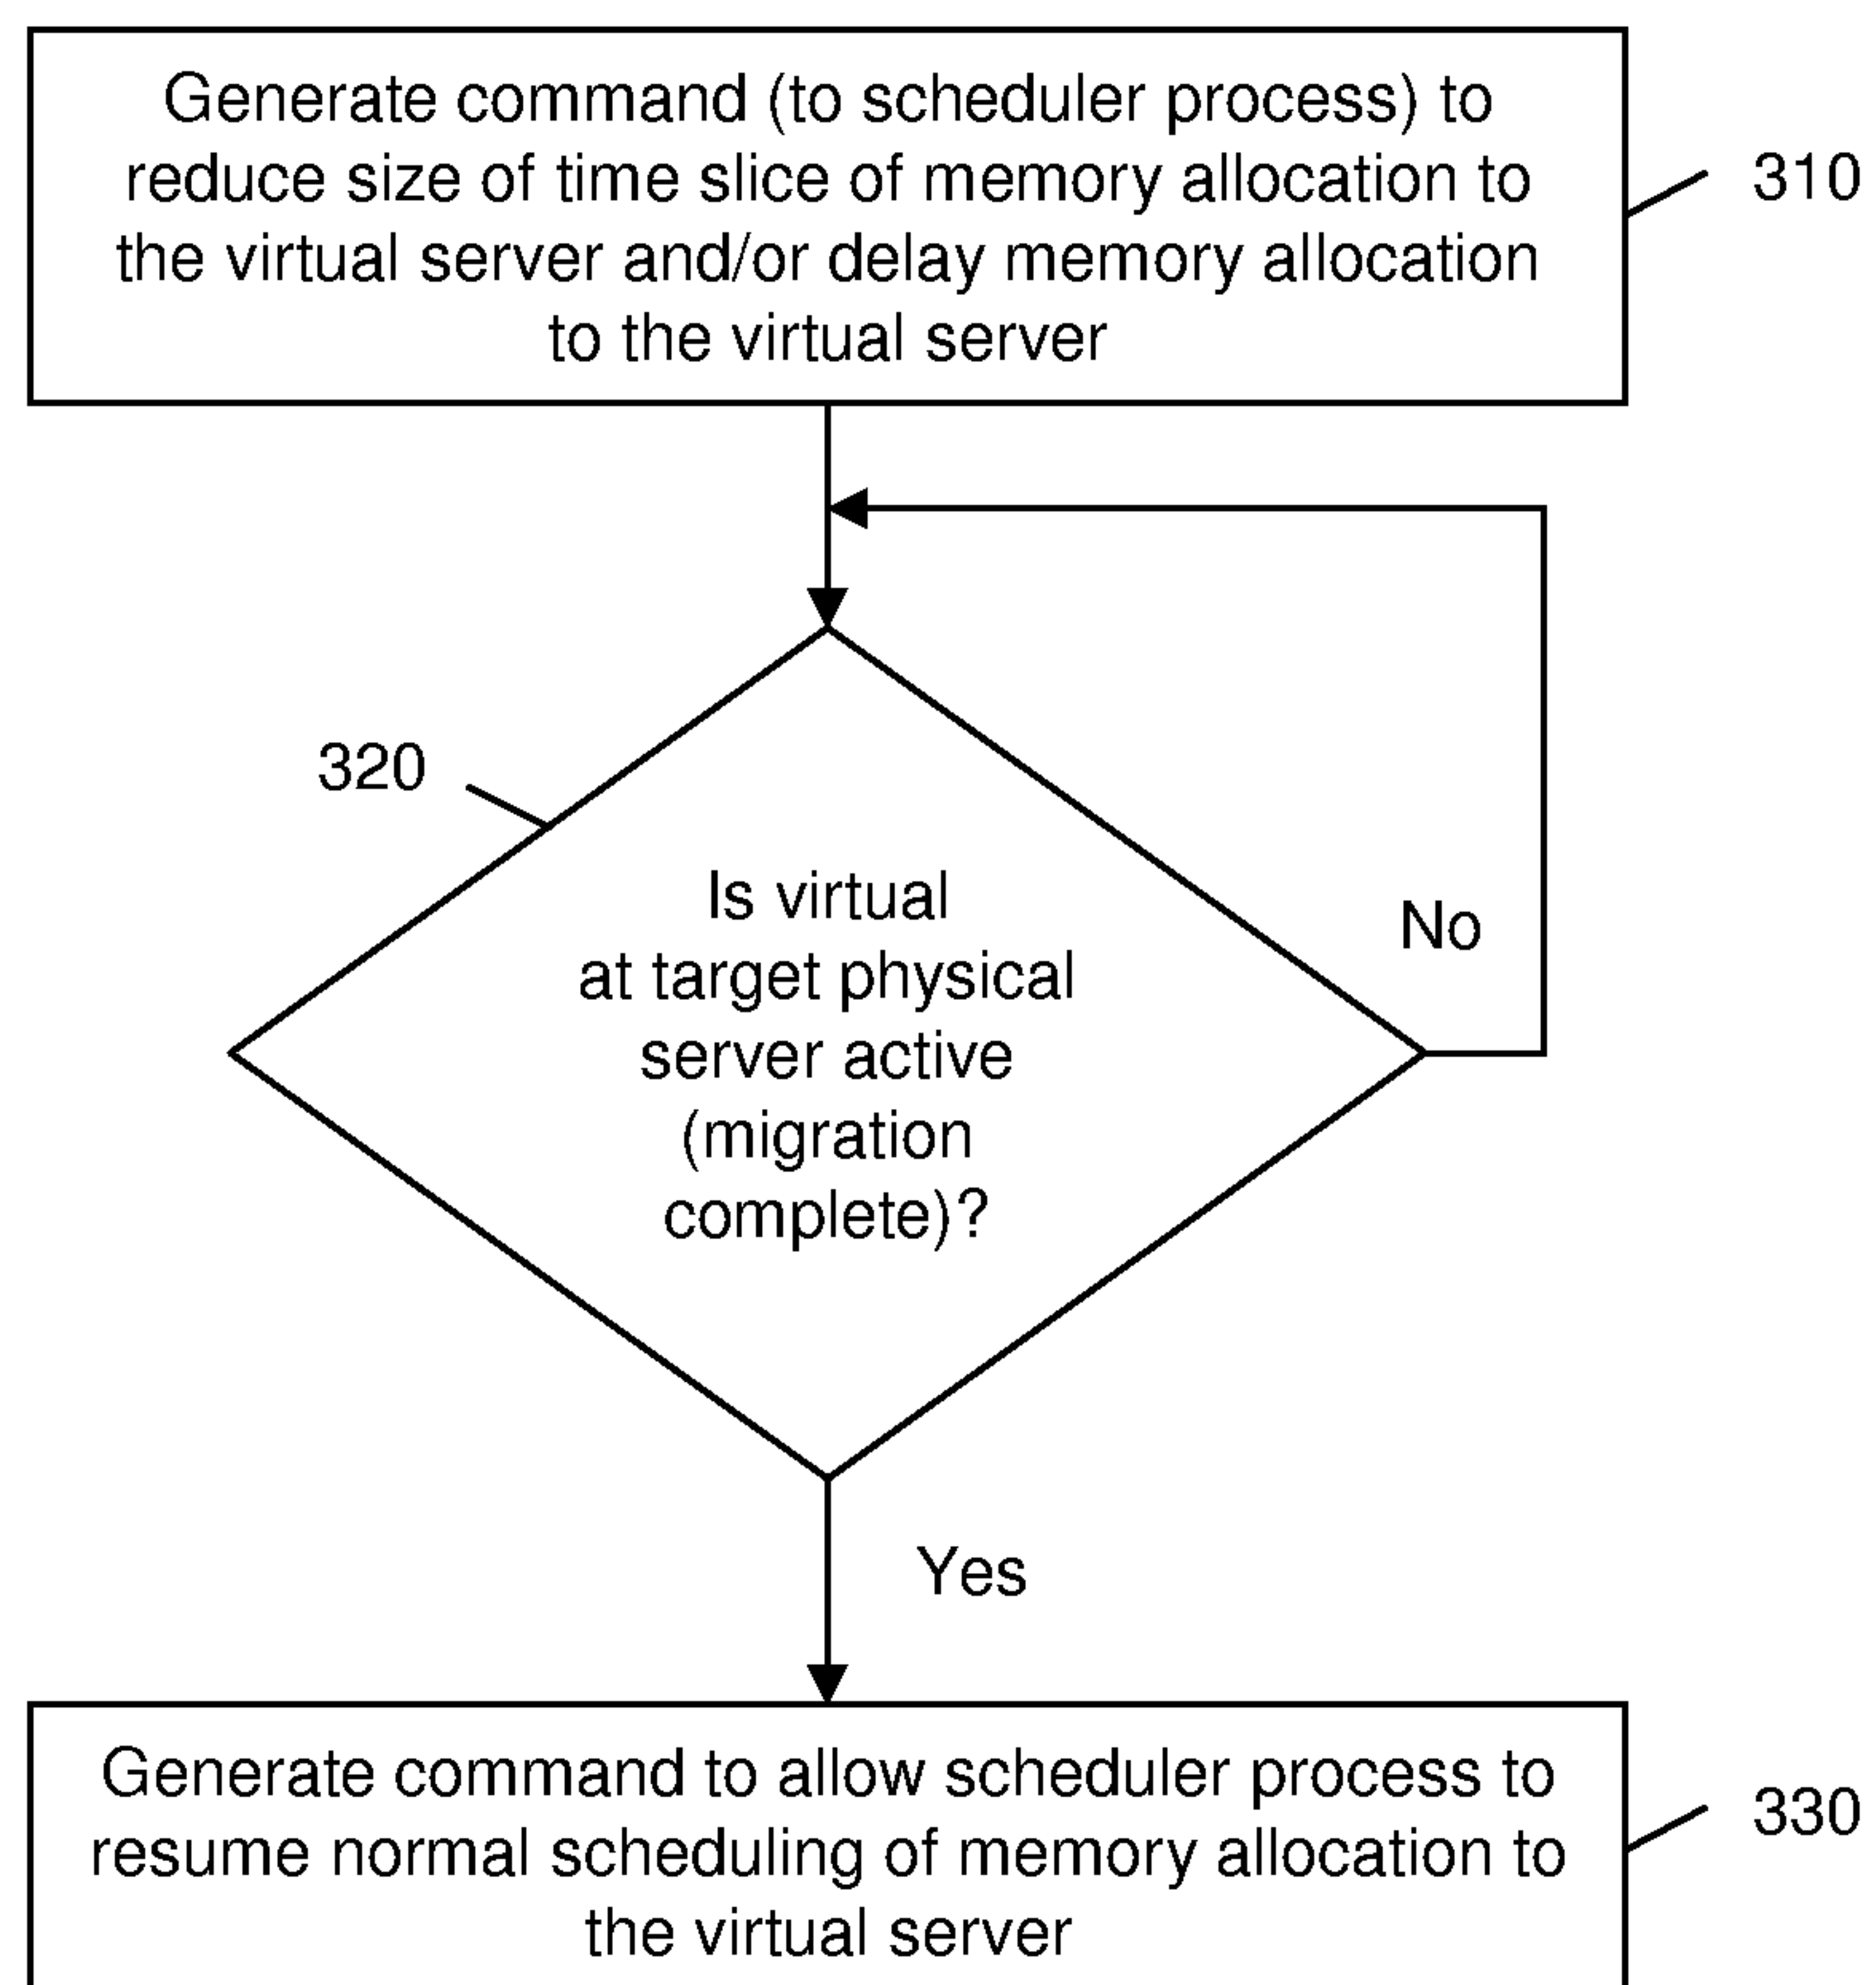 Generate command (to scheduler process) to
reduce size of time slice of memory allocation to
the virtual server and/or delay memory allocation
to the virtual server
310
320
Is virtual
at target physical
server active
(migration
complete)?
No
Yes
Generate command to allow scheduler process to
resume normal scheduling of memory allocation to
the virtual server
330